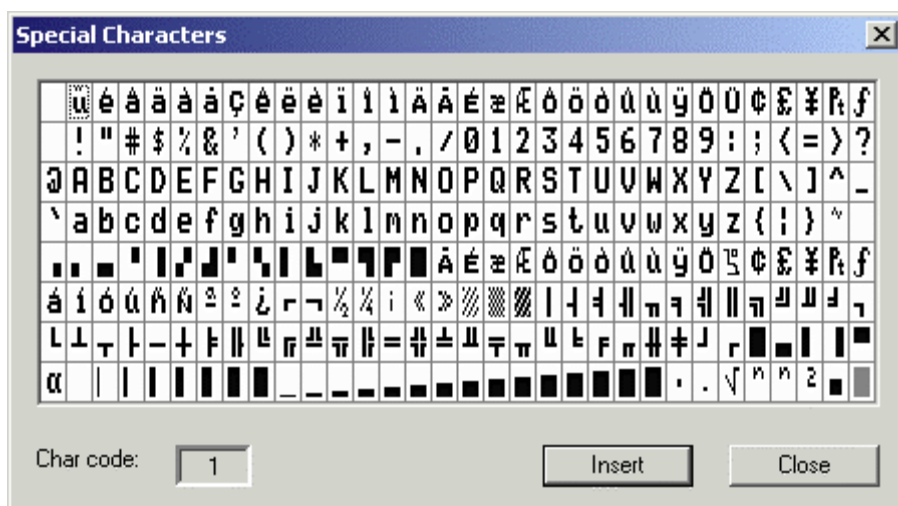 Special Characters
ü é â ä à å ç ê ë è ï î ì Ä Å É æ Æ ô ö ò û ù ÿ Ö Ü ¢ £ ¥ ₧ ƒ
! " # $ % & ' ( ) * + , - . / 0 1 2 3 4 5 6 7 8 9 : ; < = > ?
@ A B C D E F G H I J K L M N O P Q R S T U V W X Y Z [ \ ] ^ _
` a b c d e f g h i j k l m n o p q r s t u v w x y z { ¦ } ~
Å É æ Æ ô ö ò û ù ÿ Ö ¢ £ ¥ ₧ ƒ
á í ó ú ñ Ñ ª º ¿ ⌐ ¬ ½ ¼ ¡ « » ░ ▒ ▓ │ ┤ ╡ ╢ ╖ ╕ ╣ ║ ╗ ╝ ╜ ╛ ┐
└ ┴ ┬ ├ ─ ┼ ╞ ╟ ╚ ╔ ╩ ╦ ╠ ═ ╬ ╧ ╨ ╤ ╥ ╙ ╘ ╒ ╓ ╫ ╪ ┘ ┌ █ ▄ ▌ ▐ ▀
α · . √ ⁿ ⁿ ² ■
Char code: 1 Insert Close